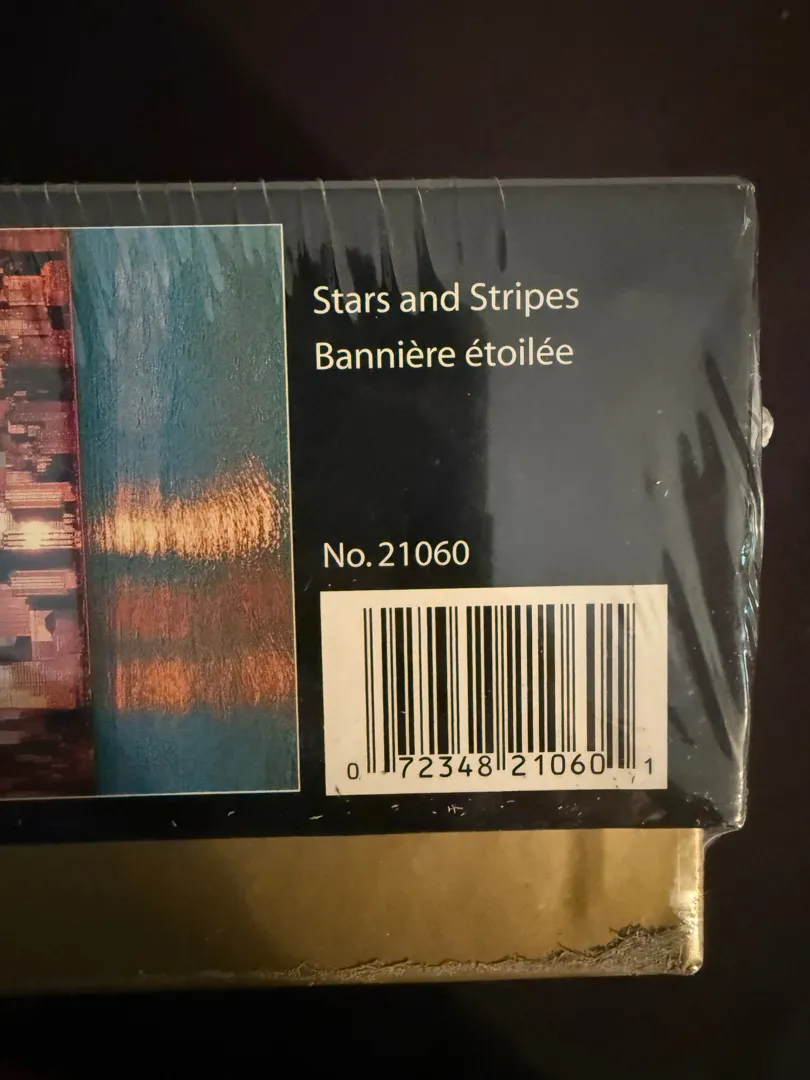 Stars and Stripes
Bannière étoilée
No. 21060
0 72348 21060 1